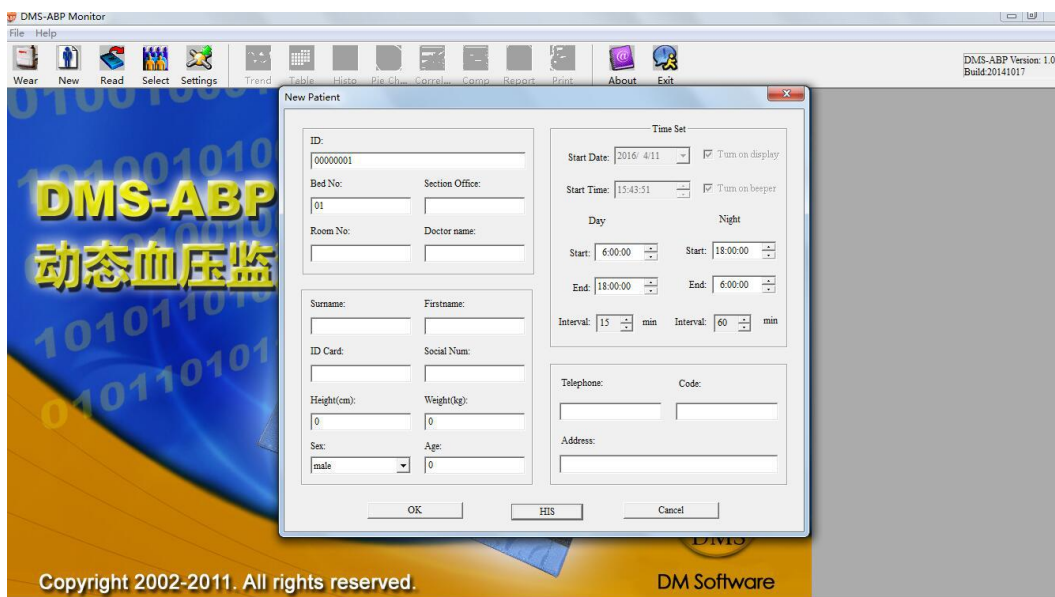 DMS-ABP Monitor
File Help
Wear New Read Select Settings Trend Table Histo Pie Ch... Correl... Comp Report Print About Exit
DMS-ABP Version: 1.0
Build:20141017
New Patient
ID:
00000001
Bed No: Section Office:
01
Room No: Doctor name:
Surname: Firstname:
ID Card: Social Num:
Height(cm): Weight(kg):
0 0
Sex: Age:
male 0
Time Set
Start Date: 2016/ 4/11 Turn on display
Start Time: 15:43:51 Turn on beeper
Day Night
Start: 6:00:00 Start: 18:00:00
End: 18:00:00 End: 6:00:00
Interval: 15 min Interval: 60 min
Telephone: Code:
Address:
OK HIS Cancel
DMS-ABP
动态血压监
DMS
Copyright 2002-2011. All rights reserved.
DM Software